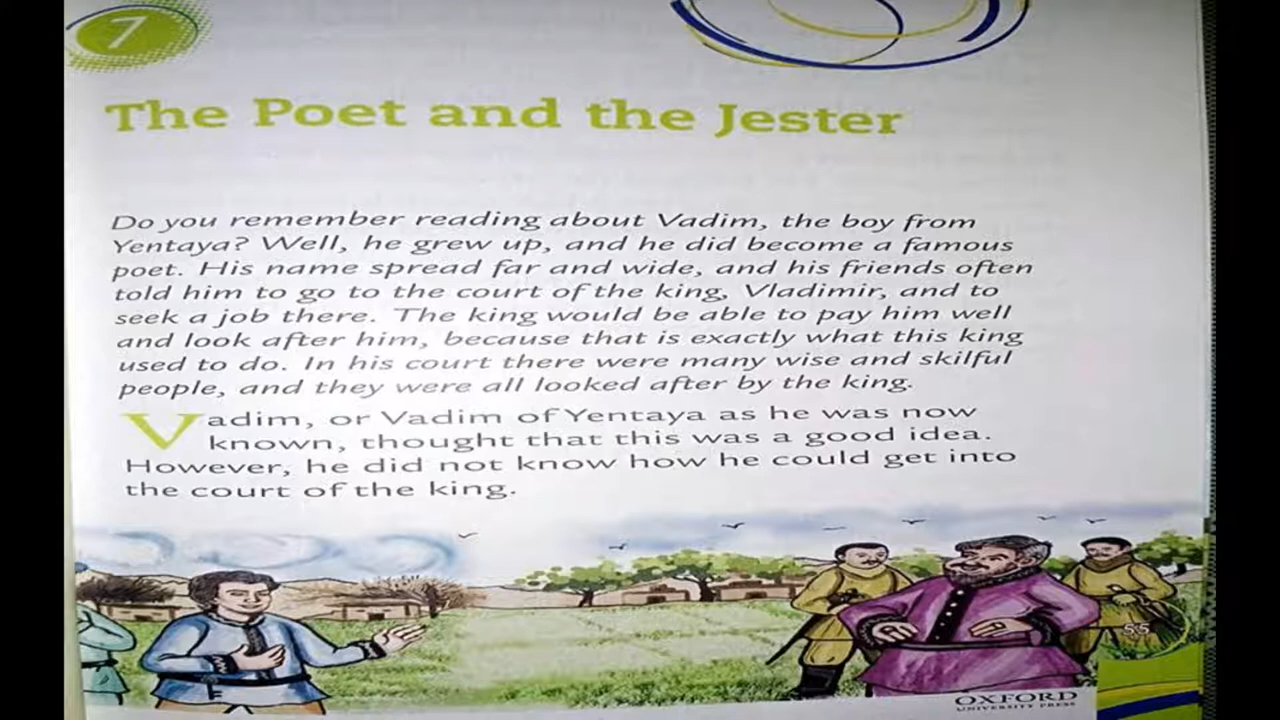 7
The Poet and the Jester
Do you remember reading about Vadim, the boy from
Yentaya? Well, he grew up, and he did become a famous
poet. His name spread far and wide, and his friends often
told him to go to the court of the king, Vladimir, and to
seek a job there. The king would be able to pay him well
and look after him, because that is exactly what this king
used to do. In his court there were many wise and skilful
people, and they were all looked after by the king.
Vadim, or Vadim of Yentaya as he was now
known, thought that this was a good idea.
However, he did not know how he could get into
the court of the king.
55
OXFORD
UNIVERSITY PRESS